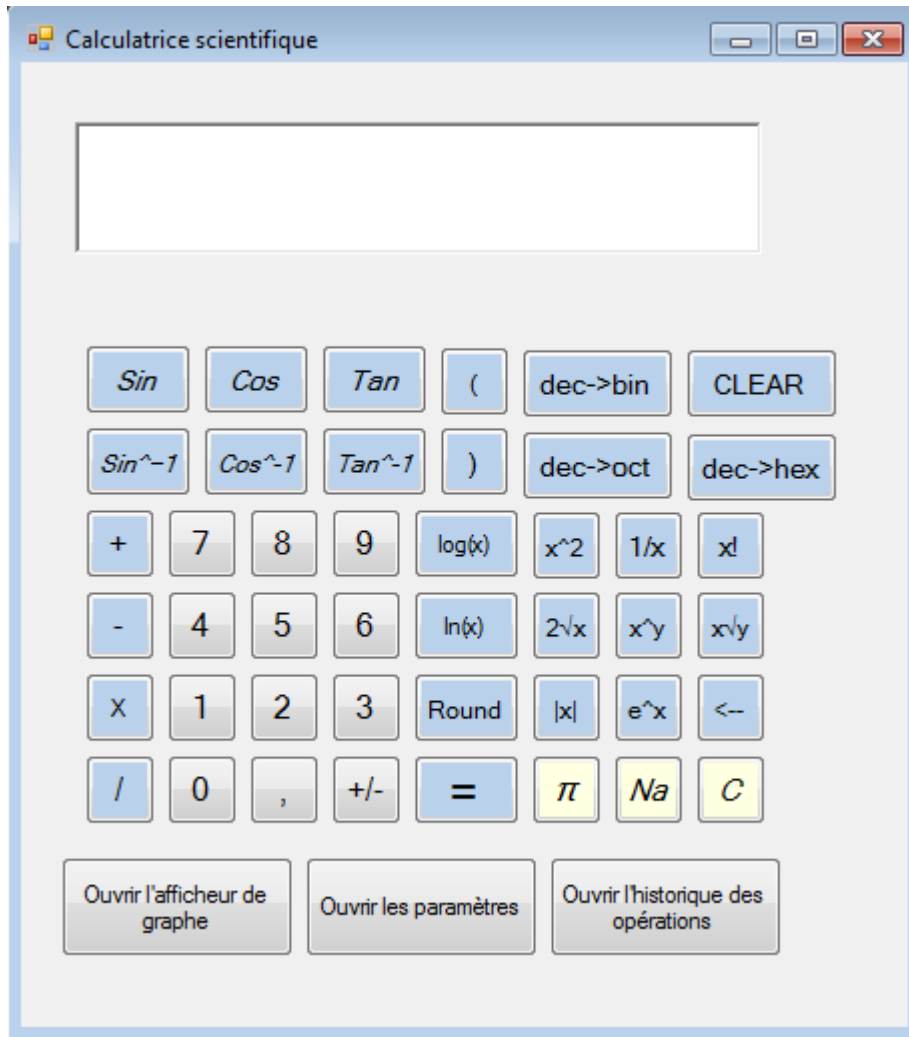 Calculatrice scientifique
Sin Cos Tan ( dec->bin CLEAR
Sin^-1 Cos^-1 Tan^-1 ) dec->oct dec->hex
+ 7 8 9 log(x) x^2 1/x x!
- 4 5 6 ln(x) 2√x x^y x√y
X 1 2 3 Round |x| e^x <--
/ 0 , +/- = π Na C
Ouvrir l'afficheur de
graphe
Ouvrir les paramètres
Ouvrir l'historique des
opérations